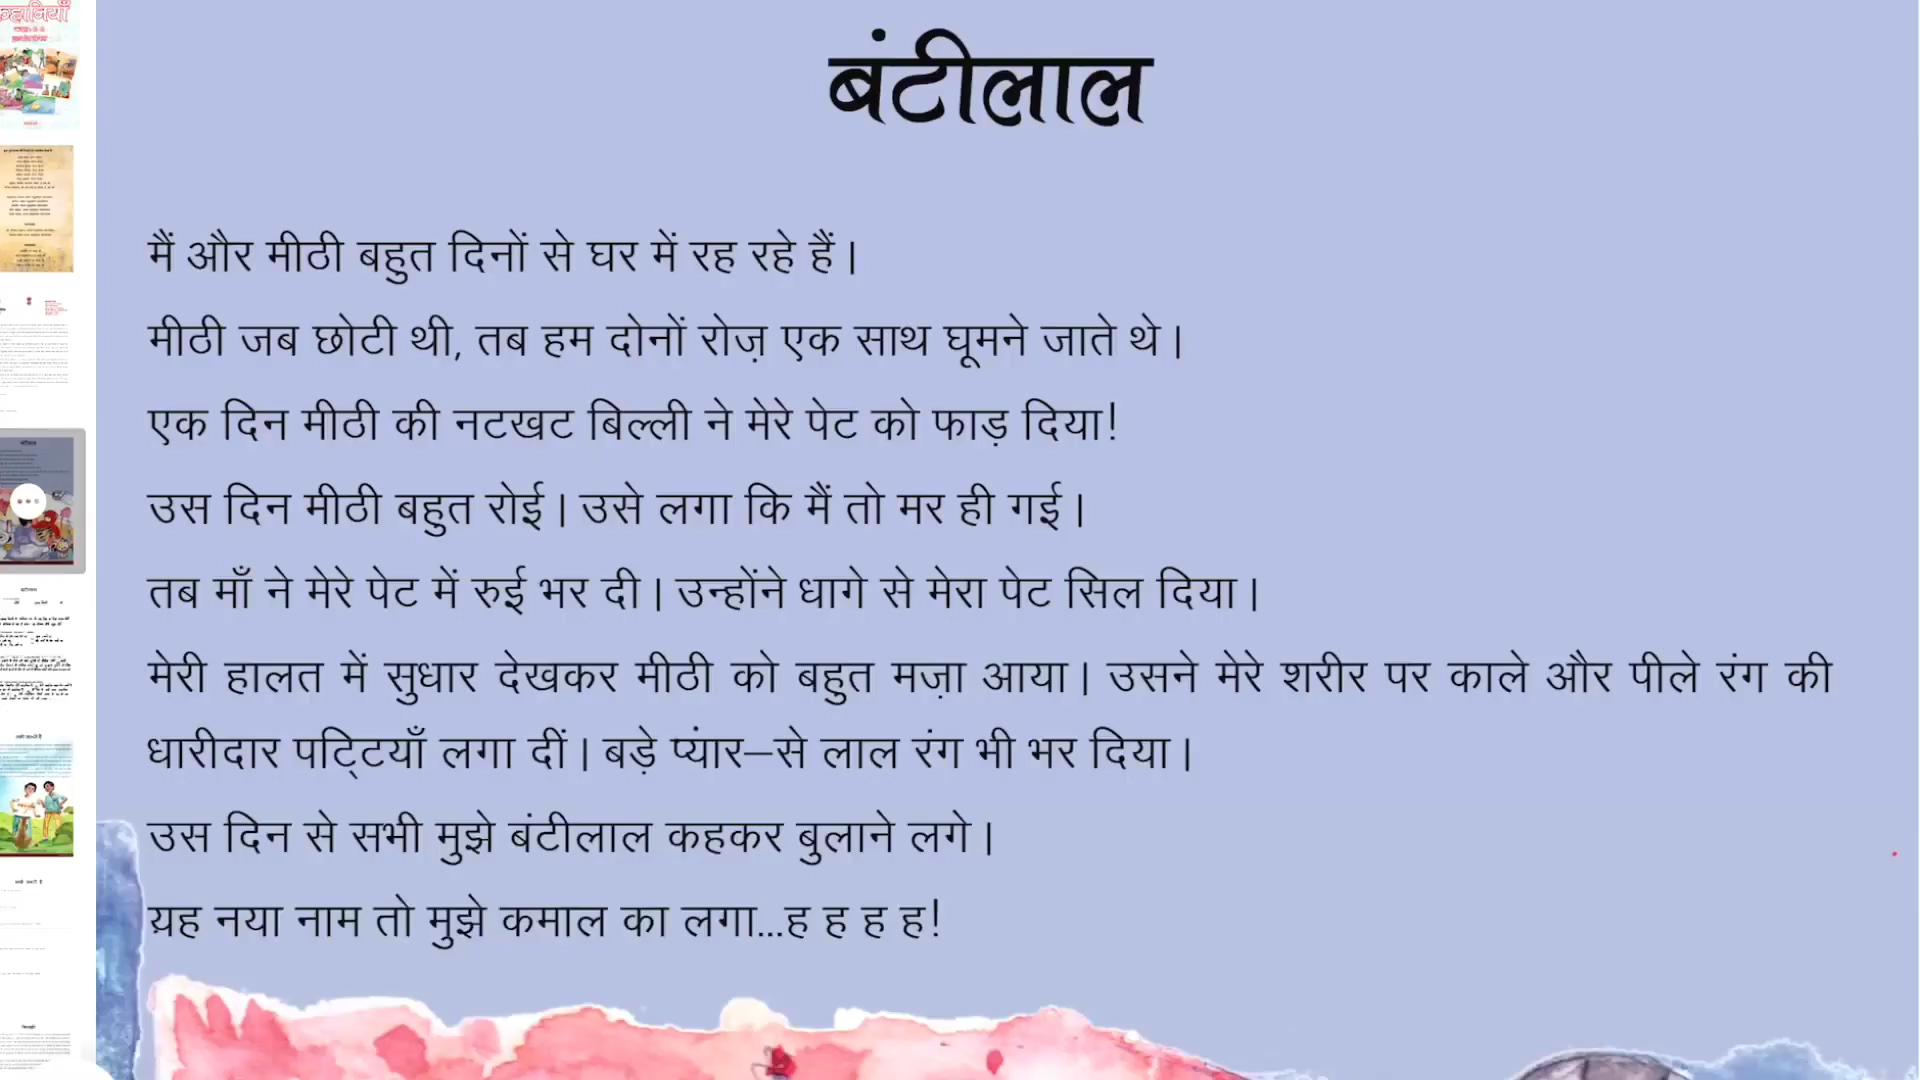 बंटीलाल
मैं और मीठी बहुत दिनों से घर में रह रहे हैं।
मीठी जब छोटी थी, तब हम दोनों रोज़ एक साथ घूमने जाते थे।
एक दिन मीठी की नटखट बिल्ली ने मेरे पेट को फाड़ दिया!
उस दिन मीठी बहुत रोई। उसे लगा कि मैं तो मर ही गई।
तब माँ ने मेरे पेट में रुई भर दी। उन्होंने धागे से मेरा पेट सिल दिया।
मेरी हालत में सुधार देखकर मीठी को बहुत मज़ा आया। उसने मेरे शरीर पर काले और पीले रंग की
धारीदार पट्टियाँ लगा दीं। बड़े प्यार–से लाल रंग भी भर दिया।
उस दिन से सभी मुझे बंटीलाल कहकर बुलाने लगे।
यह नया नाम तो मुझे कमाल का लगा...ह ह ह ह!